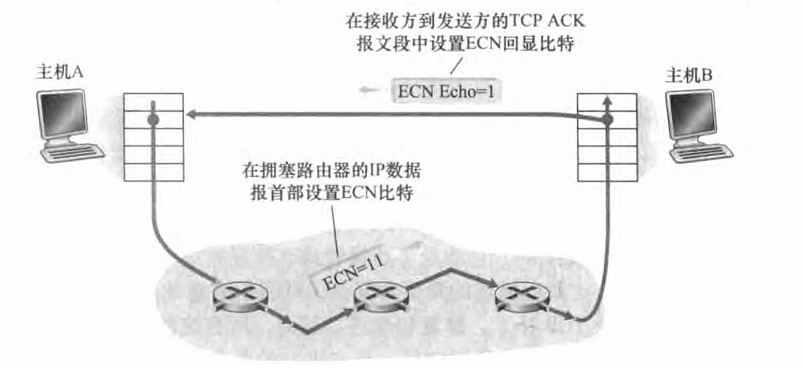 在接收方到发送方的TCP ACK
报文段中设置ECN回显比特
主机A
主机B
ECN Echo=1
在拥塞路由器的IP数据
报首部设置ECN比特
ECN=11